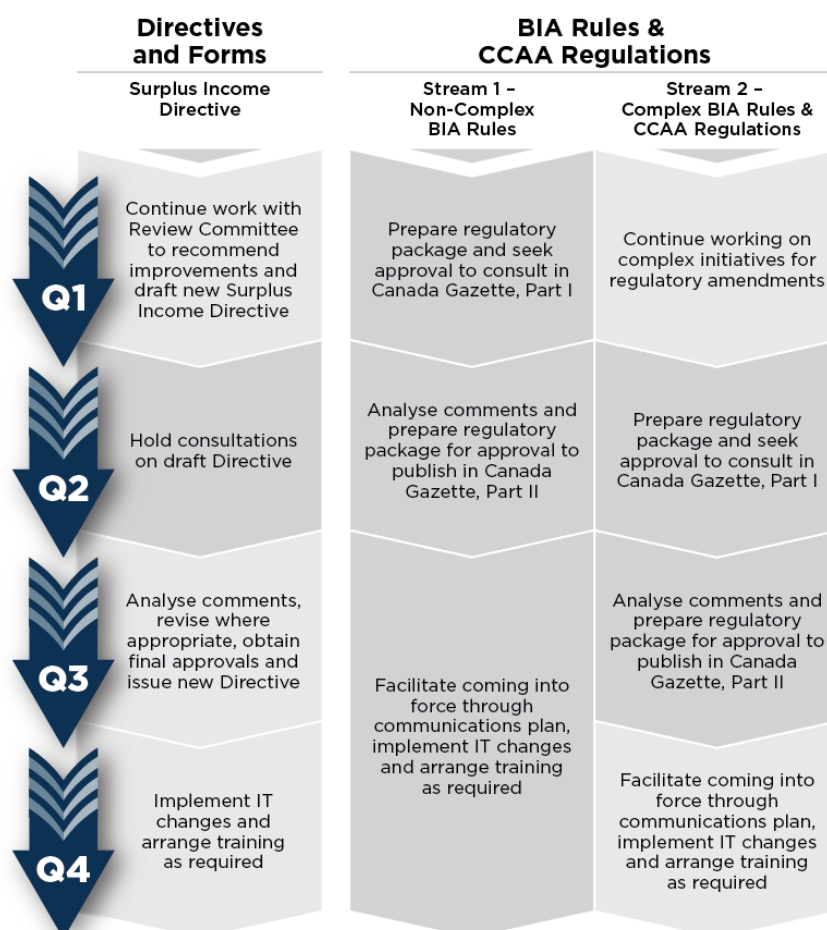 Directives
and Forms
BIA Rules &
CCAA Regulations
Surplus Income
Directive
Stream 1 –
Non-Complex
BIA Rules
Stream 2 –
Complex BIA Rules &
CCAA Regulations
Q1
Continue work with
Review Committee
to recommend
improvements and
draft new Surplus
Income Directive
Prepare regulatory
package and seek
approval to consult in
Canada Gazette, Part I
Continue working on
complex initiatives for
regulatory amendments
Q2
Hold consultations
on draft Directive
Analyse comments and
prepare regulatory
package for approval to
publish in Canada
Gazette, Part II
Prepare regulatory
package and seek
approval to consult in
Canada Gazette, Part I
Q3
Analyse comments,
revise where
appropriate, obtain
final approvals and
issue new Directive
Facilitate coming into
force through
communications plan,
implement IT changes
and arrange training
as required
Analyse comments and
prepare regulatory
package for approval to
publish in Canada
Gazette, Part II
Q4
Implement IT
changes and
arrange training
as required
Facilitate coming into
force through
communications plan,
implement IT changes
and arrange training
as required